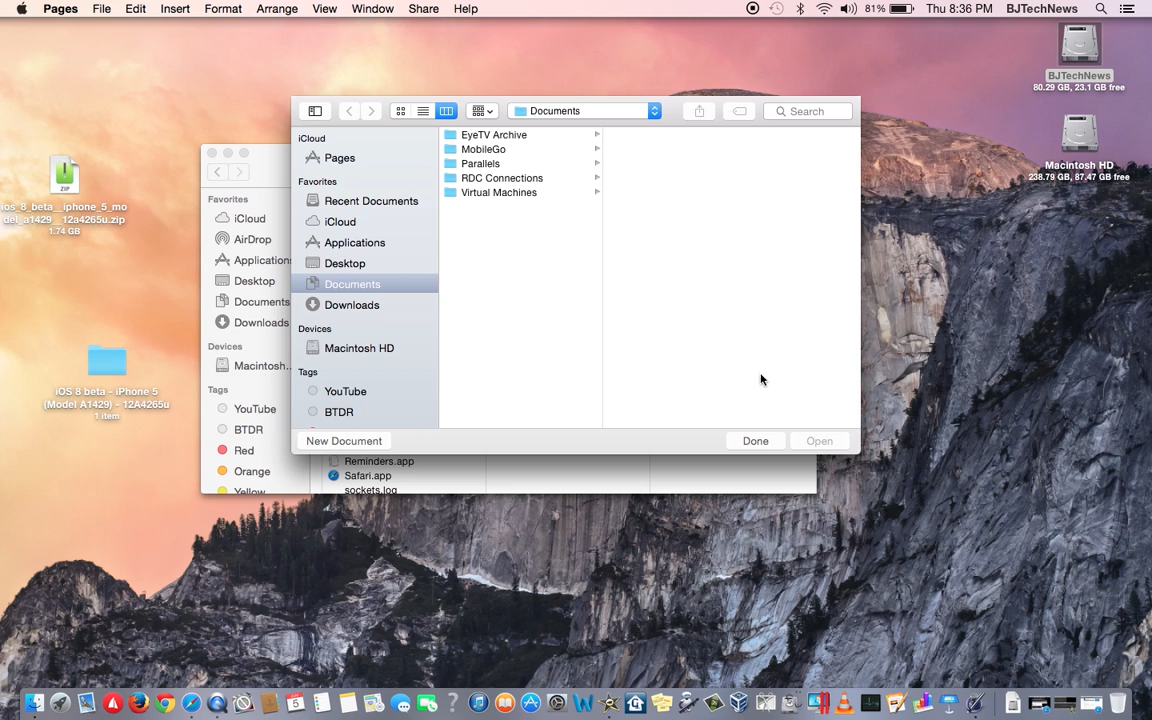 Pages File Edit Insert Format Arrange View Window Share Help 81% Thu 8:36 PM BJTechNews
BJTechNews
80.29 GB, 23.1 GB free
Macintosh HD
238.79 GB, 87.47 GB free
ZIP
ios_8_beta__iphone_5_mo
del_a1429__12a4265u.zip
1.74 GB
iOS 8 beta - iPhone 5
(Model A1429) - 12A4265u
1 item
Favorites
iCloud
AirDrop
Applications
Desktop
Documents
Downloads
Devices
Macintosh...
Tags
YouTube
BTDR
Red
Orange
Yellow
Documents
Search
iCloud
Pages
Favorites
Recent Documents
iCloud
Applications
Desktop
Documents
Downloads
Devices
Macintosh HD
Tags
YouTube
BTDR
EyeTV Archive
MobileGo
Parallels
RDC Connections
Virtual Machines
New Document Done Open
Reminders.app
Safari.app
sockets.log